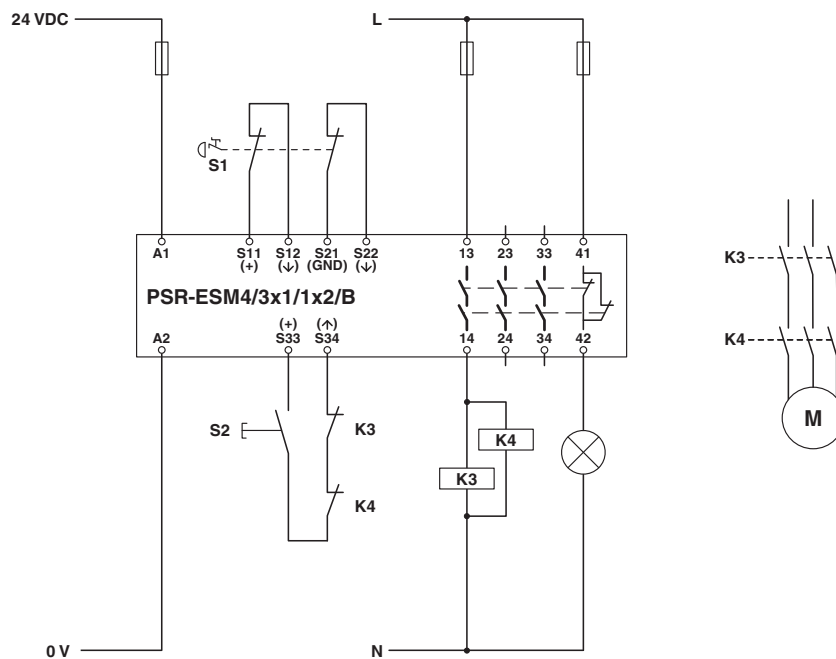 24 VDC L
S1
A1 S11 S12 S21 S22 13 23 33 41
(+) (↓) (GND) (↓)
PSR-ESM4/3x1/1x2/B
(+) (↑)
A2 S33 S34 14 24 34 42
K3
K4
M
S2 K3
K4
K4
K3
0 V N